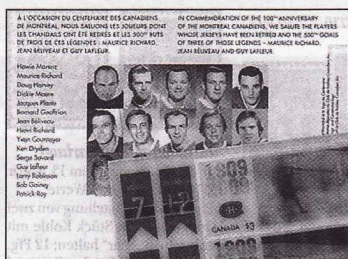 À L'OCCASION DU CENTENAIRE DES CANADIENS
DE MONTRÉAL, NOUS SALUONS LES JOUEURS DONT
LES CHANDAILS ONT ÉTÉ RETIRÉS ET LES 500ES BUTS
DE TROIS DE CES LÉGENDES : MAURICE RICHARD,
JEAN BÉLIVEAU ET GUY LAFLEUR.
IN COMMEMORATION OF THE 100TH ANNIVERSARY
OF THE MONTREAL CANADIENS, WE SALUTE THE PLAYERS
WHOSE JERSEYS HAVE BEEN RETIRED AND THE 500TH GOALS
OF THREE OF THOSE LEGENDS – MAURICE RICHARD,
JEAN BÉLIVEAU AND GUY LAFLEUR.
Howie Morenz
Maurice Richard
Doug Harvey
Dickie Moore
Jacques Plante
Bernard Geoffrion
Jean Béliveau
Henri Richard
Yvan Cournoyer
Ken Dryden
Serge Savard
Guy Lafleur
Larry Robinson
Bob Gainey
Patrick Roy
7
12
09
CANADA $3